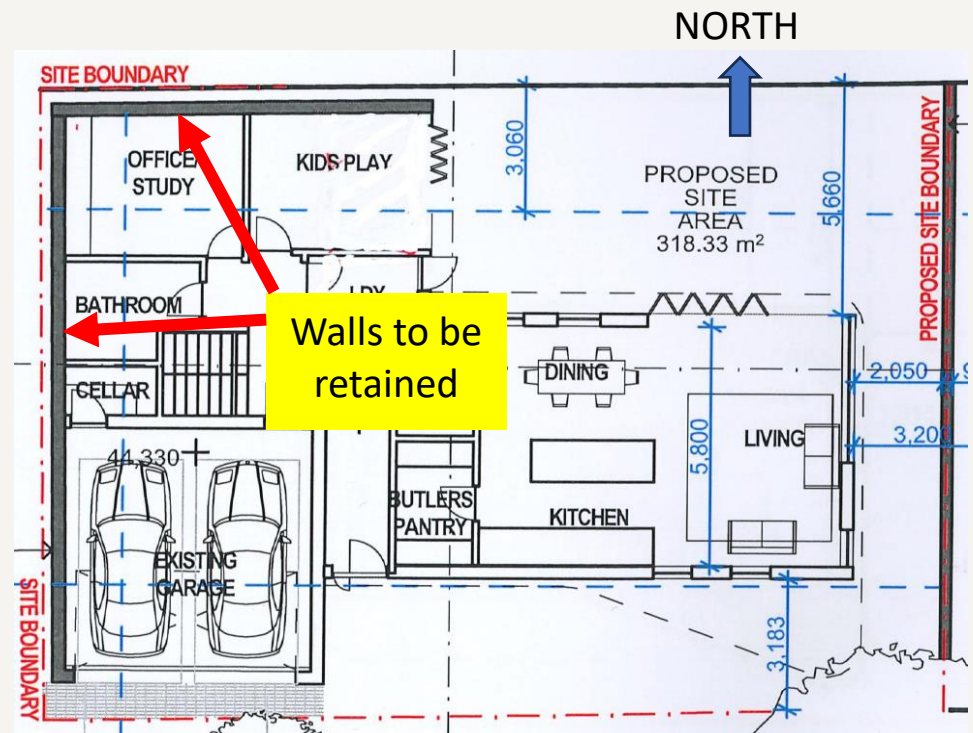 NORTH
SITE BOUNDARY
OFFICE
STUDY
KIDS PLAY
3,060
PROPOSED
SITE
AREA
318.33 m²
5,660
PROPOSED SITE BOUNDARY
BATHROOM
LDY
Walls to be
retained
CELLAR
DINING
2,050
44,330
5,800
LIVING
3,200
BUTLERS
PANTRY
KITCHEN
EXISTING
GARAGE
SITE BOUNDARY
3,183